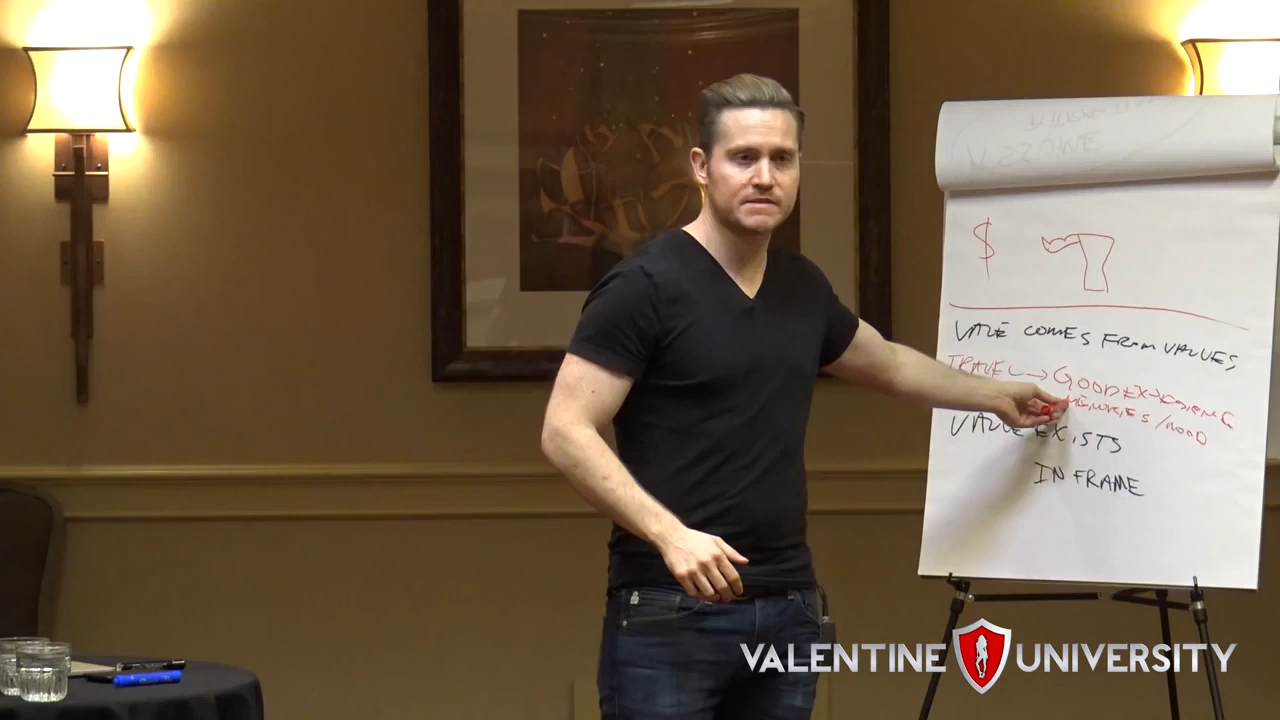 $
VALUE COMES FROM VALUES,
TRAVEL → GOOD EXPERIENCE
MEMORIES / MOOD
VALUE EXISTS
IN FRAME
VALENTINE UNIVERSITY